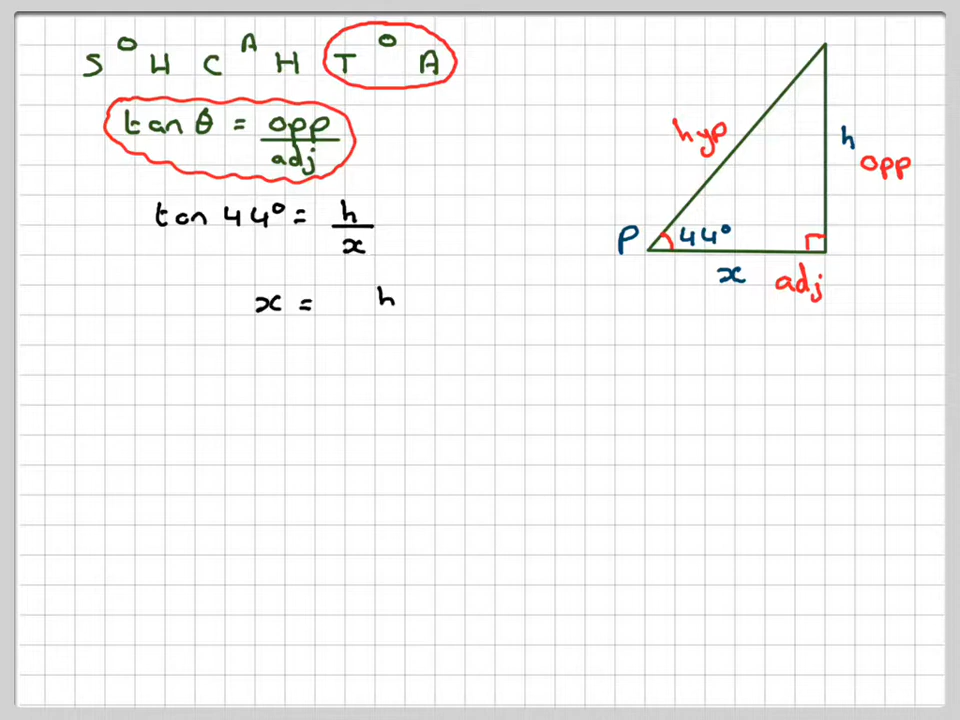 S O H C A H T O A
tan θ = opp
adj
tan 44° = h
x
x = h
hyp
h
opp
P 44°
x adj